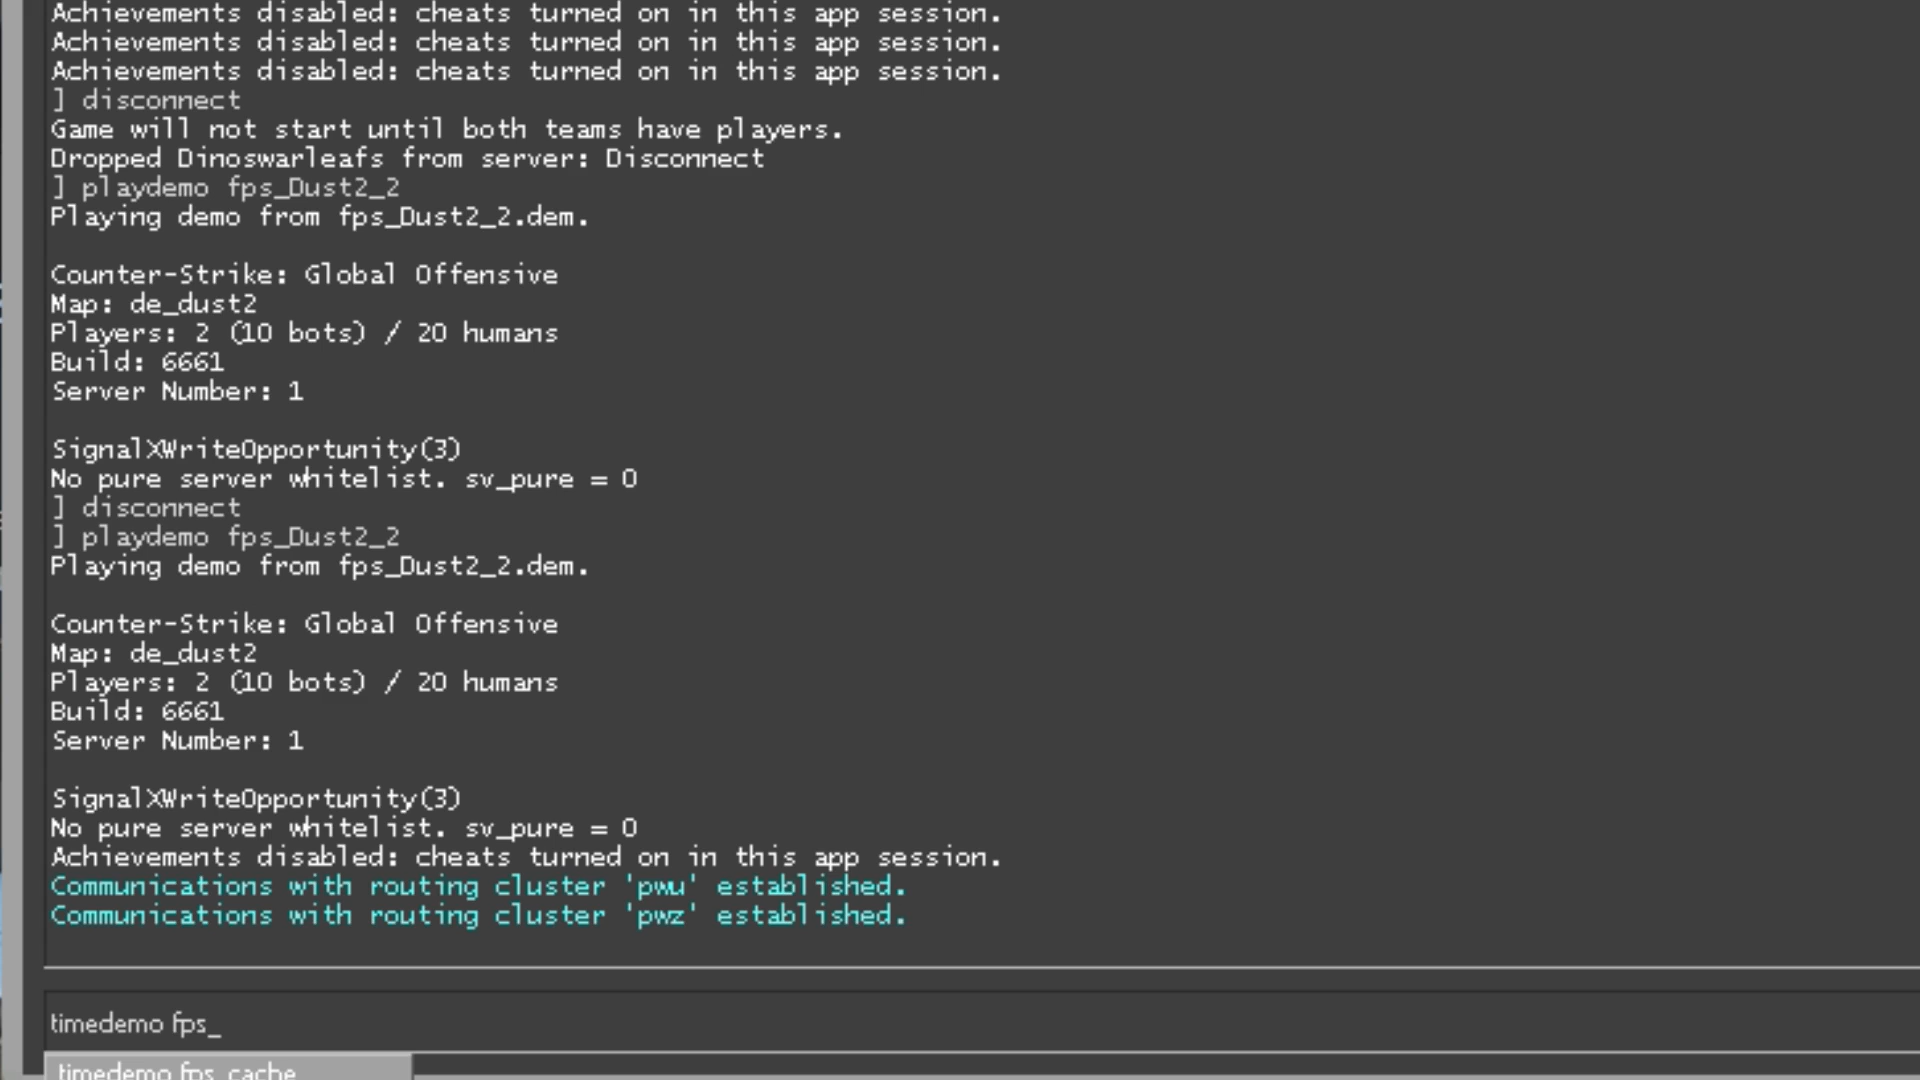 Achievements disabled: cheats turned on in this app session.
Achievements disabled: cheats turned on in this app session.
Achievements disabled: cheats turned on in this app session.
] disconnect
Game will not start until both teams have players.
Dropped Dinoswarleafs from server: Disconnect
] playdemo fps_Dust2_2
Playing demo from fps_Dust2_2.dem.
Counter-Strike: Global Offensive
Map: de_dust2
Players: 2 (10 bots) / 20 humans
Build: 6661
Server Number: 1
SignalXWriteOpportunity(3)
No pure server whitelist. sv_pure = 0
] disconnect
] playdemo fps_Dust2_2
Playing demo from fps_Dust2_2.dem.
Counter-Strike: Global Offensive
Map: de_dust2
Players: 2 (10 bots) / 20 humans
Build: 6661
Server Number: 1
SignalXWriteOpportunity(3)
No pure server whitelist. sv_pure = 0
Achievements disabled: cheats turned on in this app session.
Communications with routing cluster 'pwu' established.
Communications with routing cluster 'pwz' established.
timedemo fps_
timedemo fps_cache